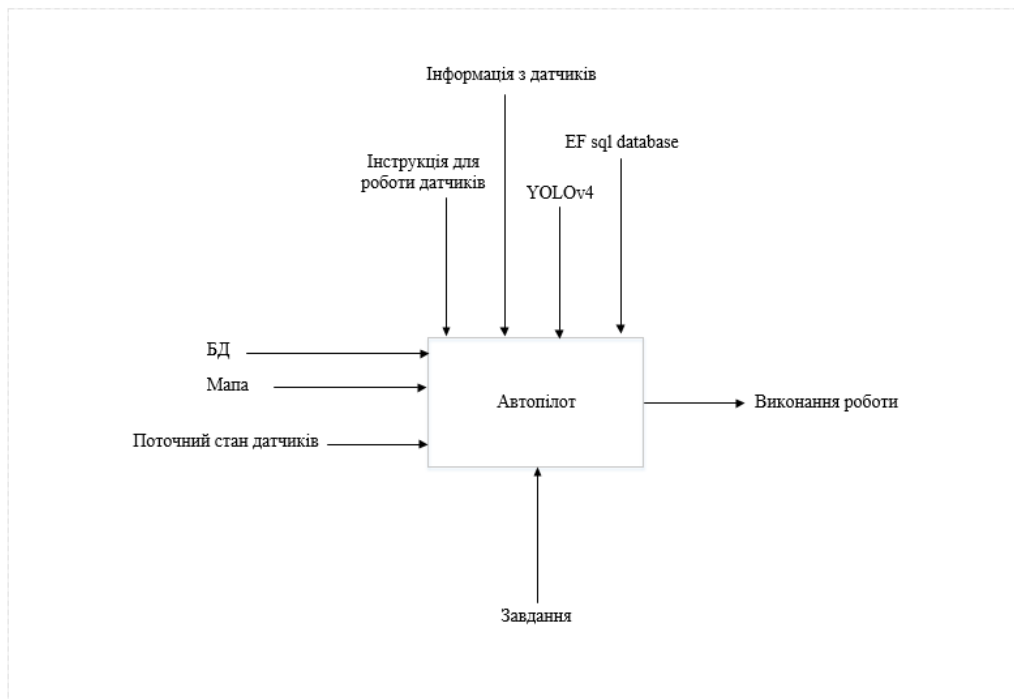 Інформація з датчиків
EF sql database
Інструкція для
роботи датчиків
YOLOv4
БД
Мапа
Автопілот
Виконання роботи
Поточний стан датчиків
Завдання